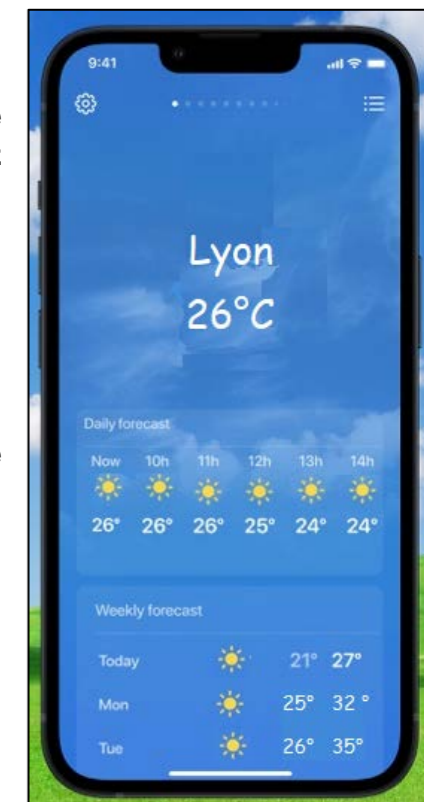 9:41
Lyon
26°C
Daily forecast
Now 10h 11h 12h 13h 14h
26° 26° 26° 25° 24° 24°
Weekly forecast
Today 21° 27°
Mon 25° 32 °
Tue 26° 35°